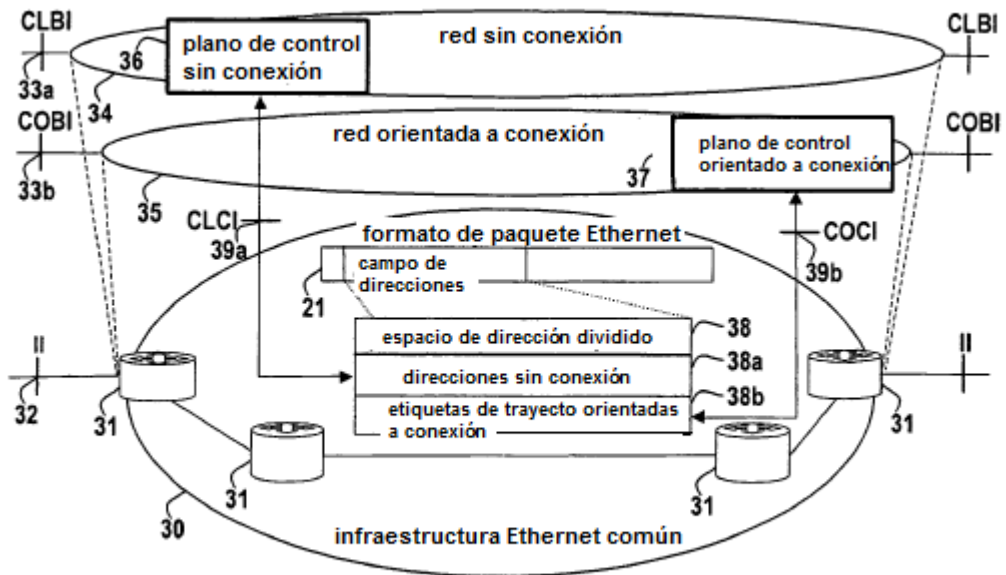 CLBI
36
plano de control
sin conexión
red sin conexión
CLBI
33a
34
COBI
red orientada a conexión
COBI
33b
35
37
plano de control
orientado a conexión
CLCI
39a
COCI
39b
formato de paquete Ethernet
21
campo de
direcciones
espacio de dirección dividido
38
direcciones sin conexión
38a
etiquetas de trayecto orientadas
a conexión
38b
II
32
31
II
31
31
31
30
infraestructura Ethernet común